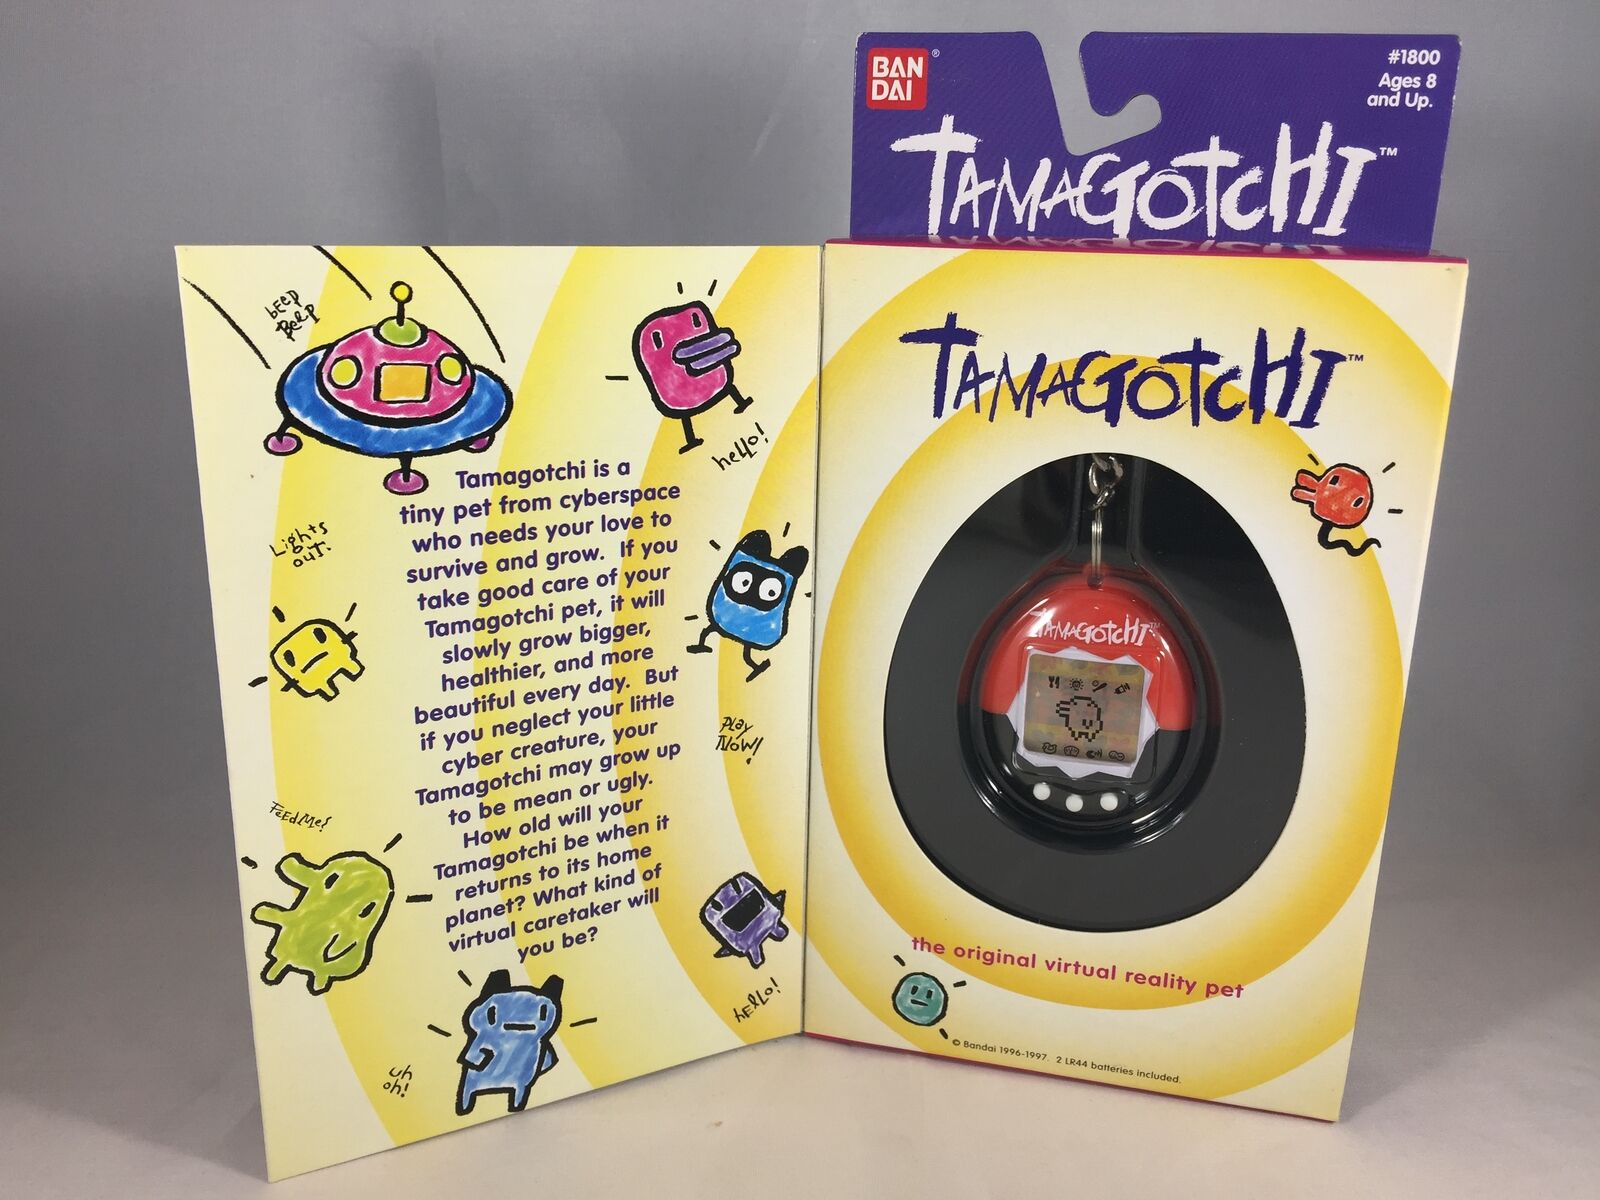 BAN
DAI®
#1800
Ages 8
and Up.
TAMAGOTCHI™
beep
Beep
hello!
Lights
out.
Tamagotchi is a
tiny pet from cyberspace
who needs your love to
survive and grow. If you
take good care of your
Tamagotchi pet, it will
slowly grow bigger,
healthier, and more
beautiful every day. But
if you neglect your little
cyber creature, your
Tamagotchi may grow up
to be mean or ugly.
How old will your
Tamagotchi be when it
returns to its home
planet? What kind of
virtual caretaker will
you be?
PLay
NOW!
FEEdMe!
hELLo!
uh
oh!
TAMAGOTCHI™
TAMAGOTCHI™
the original virtual reality pet
© Bandai 1996-1997. 2 LR44 batteries included.